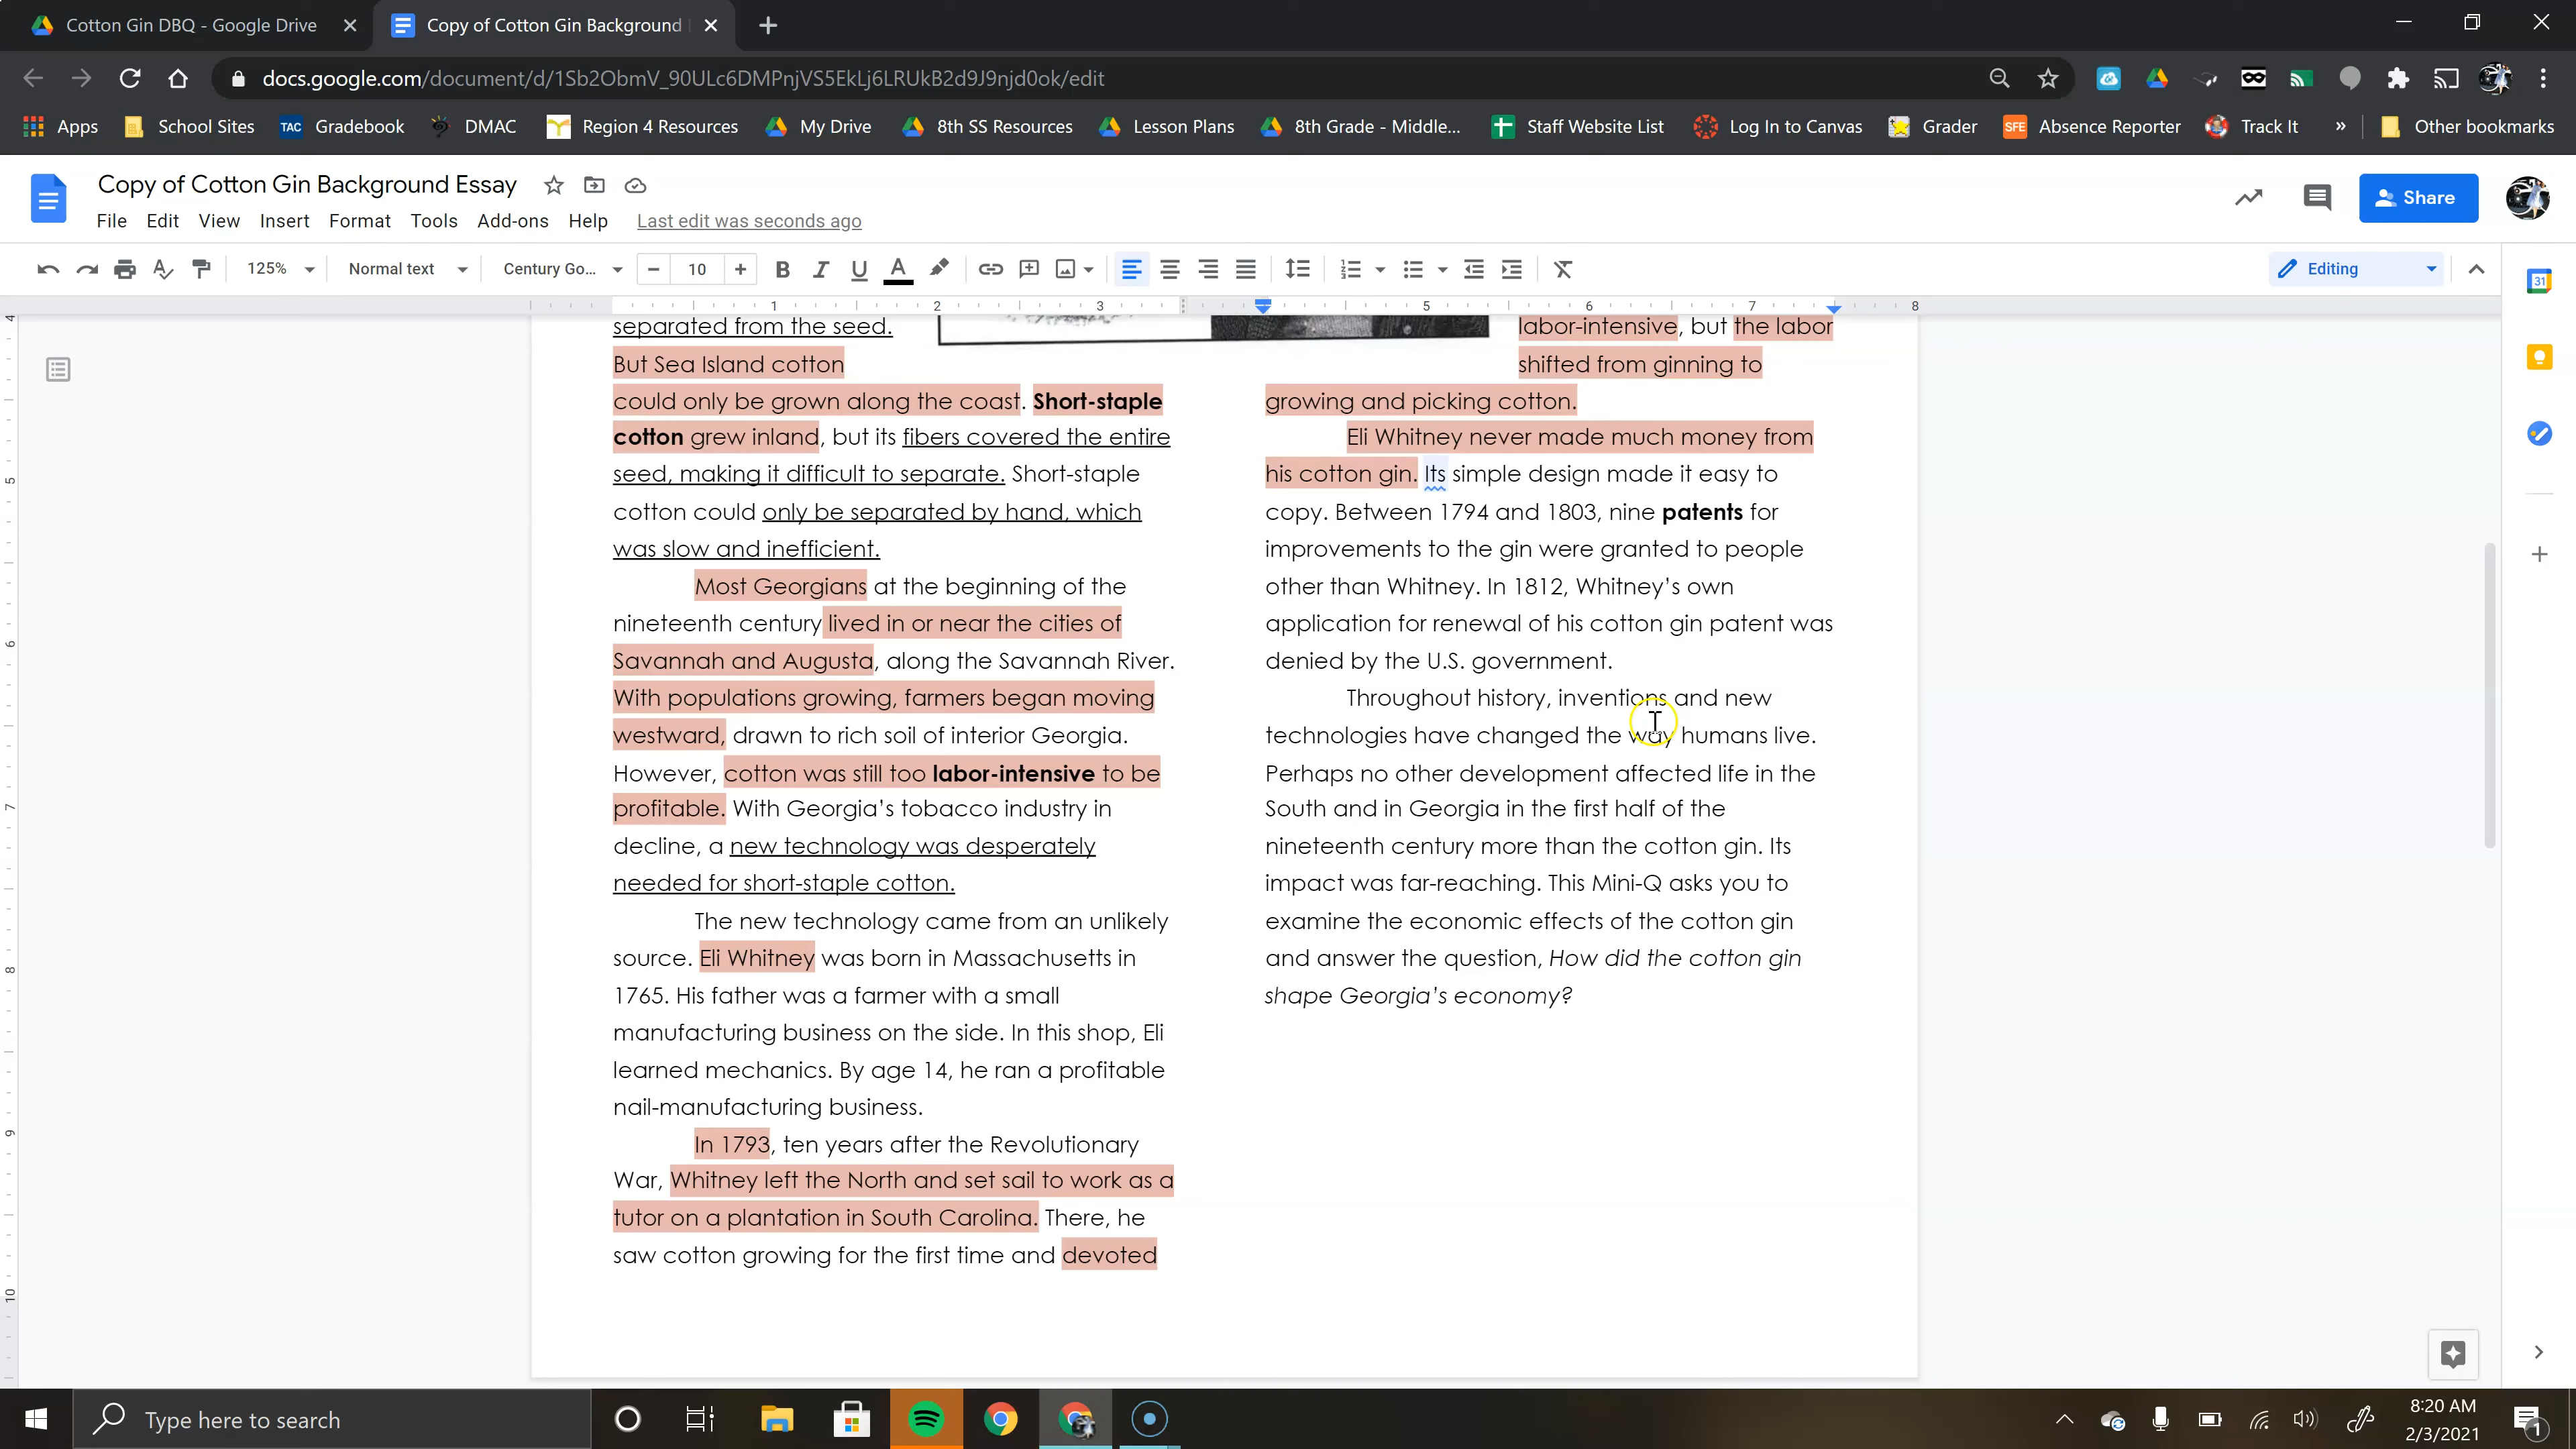 Cotton Gin DBQ - Google Drive
Copy of Cotton Gin Background
docs.google.com/document/d/1Sb2ObmV_90ULc6DMPnjVS5EkLj6LRUkB2d9J9njd0ok/edit
Apps School Sites TAC Gradebook DMAC Region 4 Resources My Drive 8th SS Resources Lesson Plans 8th Grade - Middle... Staff Website List Log In to Canvas Grader SFE Absence Reporter Track It » Other bookmarks
Copy of Cotton Gin Background Essay
File Edit View Insert Format Tools Add-ons Help Last edit was seconds ago
Share
125% Normal text Century Go... 10 B I U A Editing
31
1 2 3 5 6 7 8
4
5
6
7
8
9
10
separated from the seed.
But Sea Island cotton
could only be grown along the coast. Short-staple
cotton grew inland, but its fibers covered the entire
seed, making it difficult to separate. Short-staple
cotton could only be separated by hand, which
was slow and inefficient.
Most Georgians at the beginning of the
nineteenth century lived in or near the cities of
Savannah and Augusta, along the Savannah River.
With populations growing, farmers began moving
westward, drawn to rich soil of interior Georgia.
However, cotton was still too labor-intensive to be
profitable. With Georgia's tobacco industry in
decline, a new technology was desperately
needed for short-staple cotton.
The new technology came from an unlikely
source. Eli Whitney was born in Massachusetts in
1765. His father was a farmer with a small
manufacturing business on the side. In this shop, Eli
learned mechanics. By age 14, he ran a profitable
nail-manufacturing business.
In 1793, ten years after the Revolutionary
War, Whitney left the North and set sail to work as a
tutor on a plantation in South Carolina. There, he
saw cotton growing for the first time and devoted
labor-intensive, but the labor
shifted from ginning to
growing and picking cotton.
Eli Whitney never made much money from
his cotton gin. Its simple design made it easy to
copy. Between 1794 and 1803, nine patents for
improvements to the gin were granted to people
other than Whitney. In 1812, Whitney's own
application for renewal of his cotton gin patent was
denied by the U.S. government.
Throughout history, inventions and new
technologies have changed the way humans live.
Perhaps no other development affected life in the
South and in Georgia in the first half of the
nineteenth century more than the cotton gin. Its
impact was far-reaching. This Mini-Q asks you to
examine the economic effects of the cotton gin
and answer the question, How did the cotton gin
shape Georgia's economy?
Type here to search
8:20 AM
2/3/2021
1